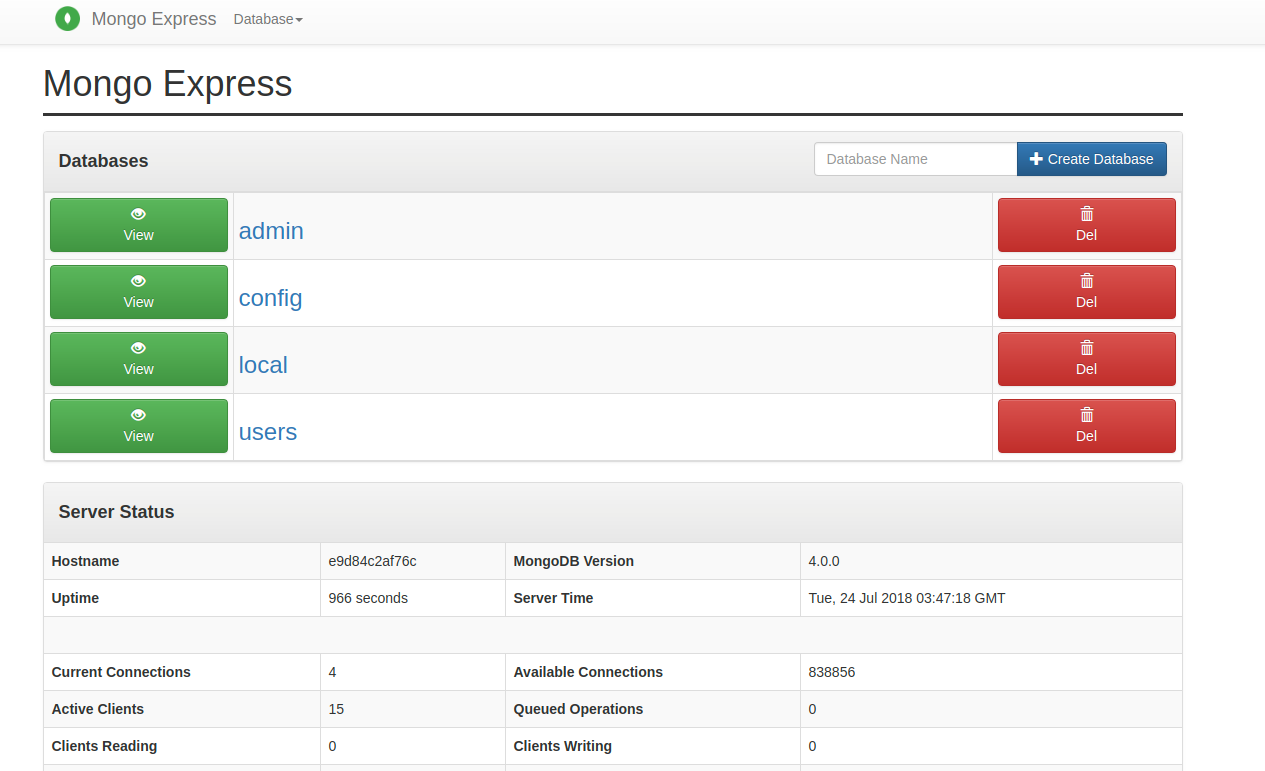 Mongo Express Database
Mongo Express
Databases Database Name Create Database
View admin Del
View config Del
View local Del
View users Del
Server Status
Hostname e9d84c2af76c MongoDB Version 4.0.0
Uptime 966 seconds Server Time Tue, 24 Jul 2018 03:47:18 GMT
Current Connections 4 Available Connections 838856
Active Clients 15 Queued Operations 0
Clients Reading 0 Clients Writing 0